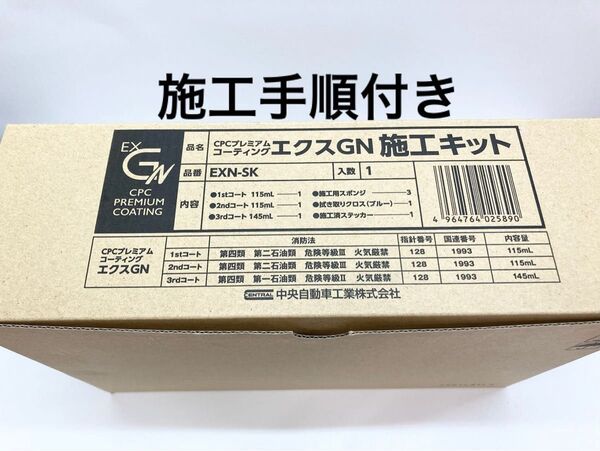 施工手順付き
EX GN
CPC
PREMIUM
COATING
品名 CPCプレミアムコーティング エクスGN 施工キット
品番 EXN-SK 入数 1
内容
●1stコート 115mL 1 ●施工用スポンジ 3
●2ndコート 115mL 1 ●拭き取りクロス(ブルー) 1
●3rdコート 145mL 1 ●施工済ステッカー 1
4 964764 025890
CPCプレミアム
コーティング
エクスGN
消防法 指針番号 国連番号 内容量
1stコート 第四類 第二石油類 危険等級Ⅲ 火気厳禁 128 1993 115mL
2ndコート 第四類 第二石油類 危険等級Ⅲ 火気厳禁 128 1993 115mL
3rdコート 第四類 第一石油類 危険等級Ⅱ 火気厳禁 128 1993 145mL
CENTRAL 中央自動車工業株式会社